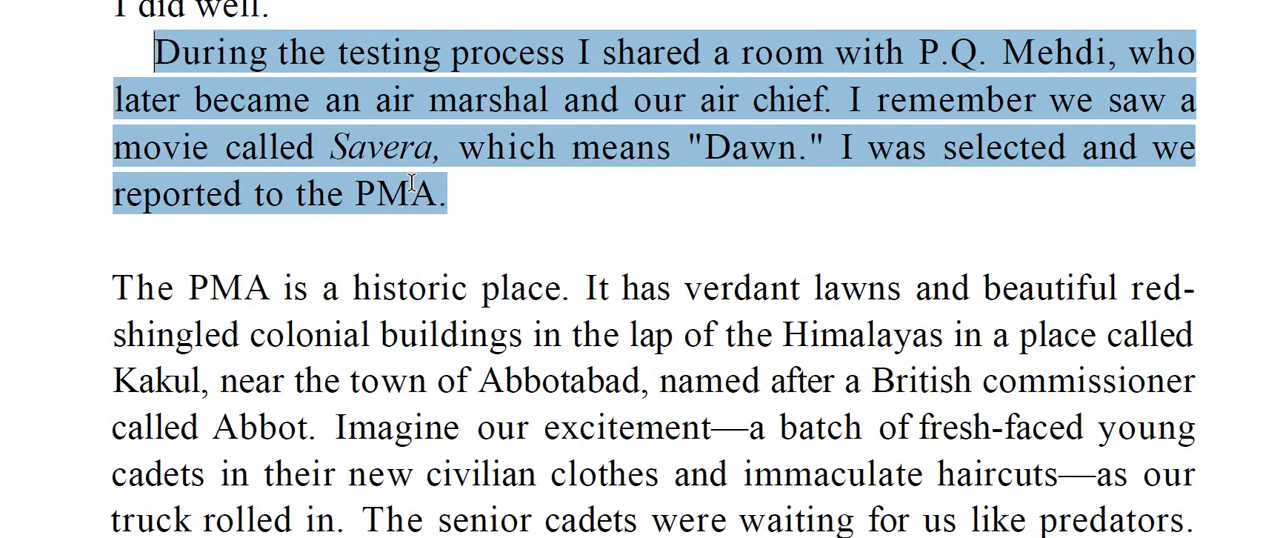 I did well.
During the testing process I shared a room with P.Q. Mehdi, who
later became an air marshal and our air chief. I remember we saw a
movie called Savera, which means "Dawn." I was selected and we
reported to the PMA.
The PMA is a historic place. It has verdant lawns and beautiful red-
shingled colonial buildings in the lap of the Himalayas in a place called
Kakul, near the town of Abbotabad, named after a British commissioner
called Abbot. Imagine our excitement—a batch of fresh-faced young
cadets in their new civilian clothes and immaculate haircuts—as our
truck rolled in. The senior cadets were waiting for us like predators.